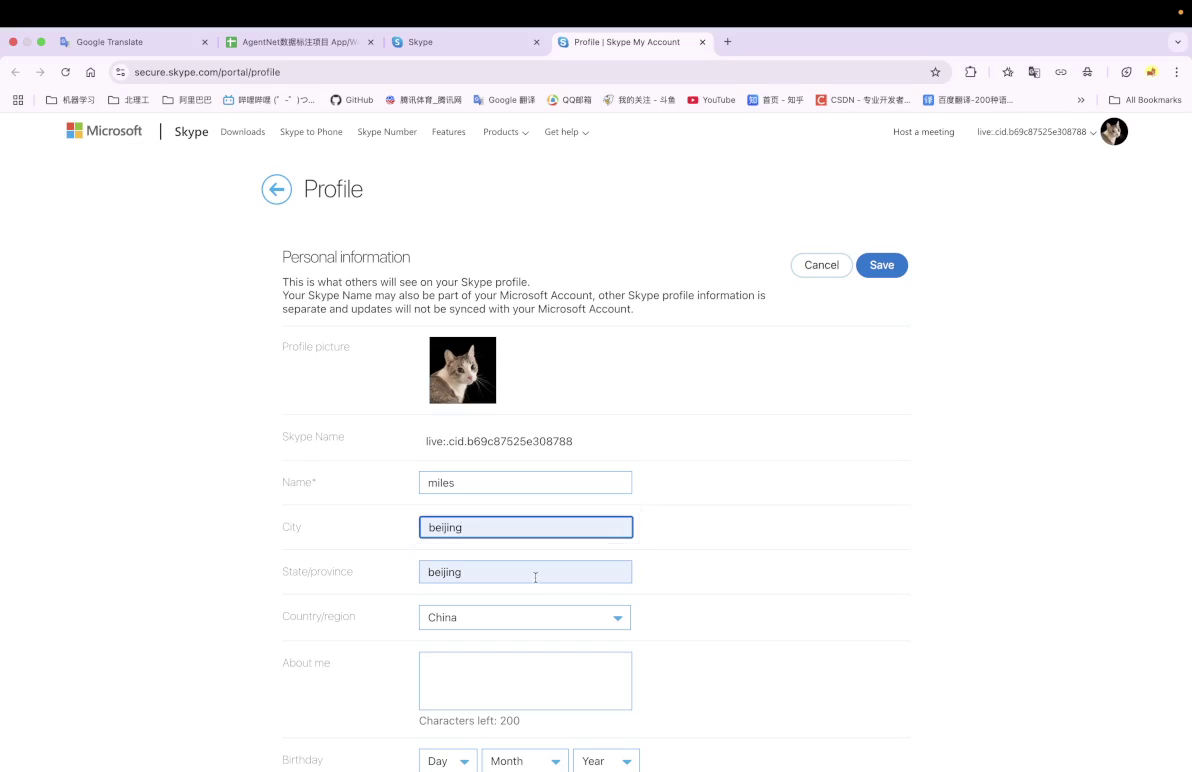 Google Translate
AgentNet数据标注项目 App/W
Skype
Profile | Skype My Account
secure.skype.com/portal/profile
机器学习
北理工
阿里巴巴
哔哩哔哩 (゜-゜)つ...
GitHub
腾讯体育_腾讯网
Google 翻译
QQ邮箱
我的关注 - 斗鱼
YouTube
首页 - 知乎
CSDN - 专业开发者...
百度翻译-200种语...
All Bookmarks
Microsoft
Skype
Downloads
Skype to Phone
Skype Number
Features
Products
Get help
Host a meeting
live:.cid.b69c87525e308788
Profile
Personal information
Cancel
Save
This is what others will see on your Skype profile.
Your Skype Name may also be part of your Microsoft Account, other Skype profile information is
separate and updates will not be synced with your Microsoft Account.
Profile picture
Skype Name
live:.cid.b69c87525e308788
Name*
miles
City
beijing
State/province
beijing
Country/region
China
About me
Characters left: 200
Birthday
Day
Month
Year